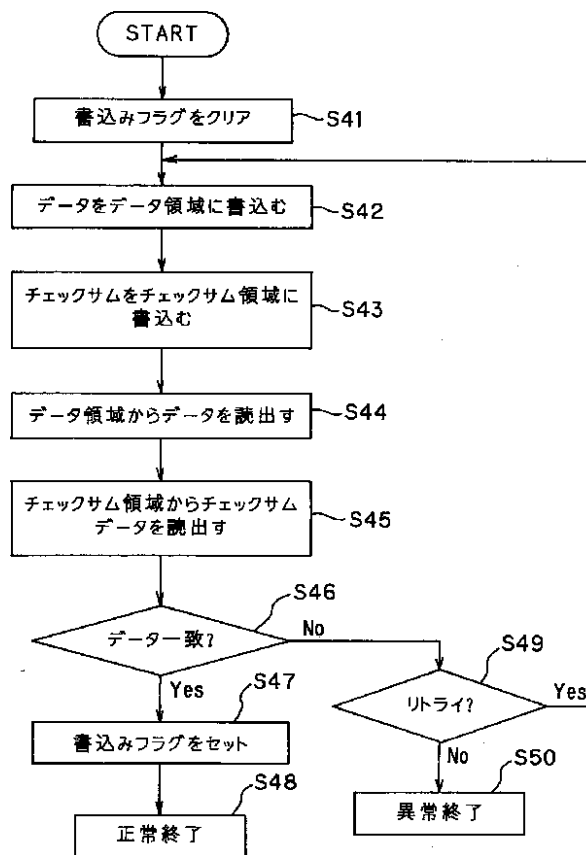 START
書込みフラグをクリア
S41
データをデータ領域に書込む
S42
チェックサムをチェックサム領域に
書込む
S43
データ領域からデータを読出す
S44
チェックサム領域からチェックサム
データを読出す
S45
S46
データ一致?
No
Yes
S49
リトライ?
Yes
No
S47
書込みフラグをセット
S48
正常終了
S50
異常終了